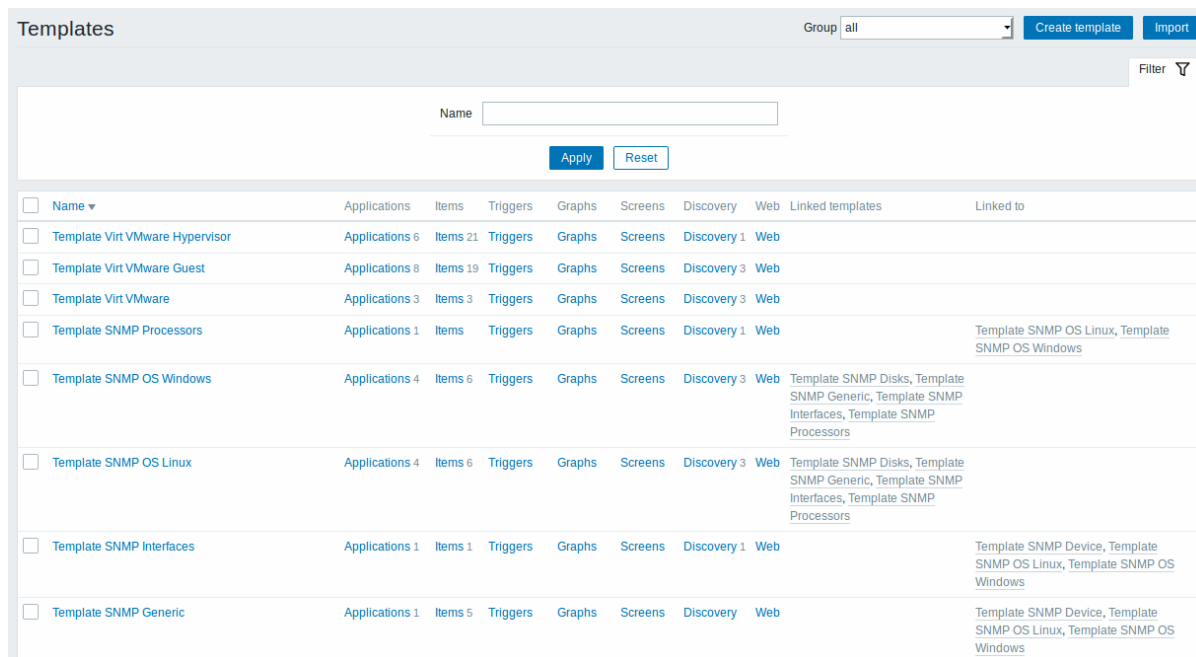 Templates
Group all Create template Import
Filter
Name
Apply Reset
Name Applications Items Triggers Graphs Screens Discovery Web Linked templates Linked to
Template Virt VMware Hypervisor Applications 6 Items 21 Triggers Graphs Screens Discovery 1 Web
Template Virt VMware Guest Applications 8 Items 19 Triggers Graphs Screens Discovery 3 Web
Template Virt VMware Applications 3 Items 3 Triggers Graphs Screens Discovery 3 Web
Template SNMP Processors Applications 1 Items Triggers Graphs Screens Discovery 1 Web Template SNMP OS Linux, Template
SNMP OS Windows
Template SNMP OS Windows Applications 4 Items 6 Triggers Graphs Screens Discovery 3 Web Template SNMP Disks, Template
SNMP Generic, Template SNMP
Interfaces, Template SNMP
Processors
Template SNMP OS Linux Applications 4 Items 6 Triggers Graphs Screens Discovery 3 Web Template SNMP Disks, Template
SNMP Generic, Template SNMP
Interfaces, Template SNMP
Processors
Template SNMP Interfaces Applications 1 Items 1 Triggers Graphs Screens Discovery 1 Web Template SNMP Device, Template
SNMP OS Linux, Template SNMP OS
Windows
Template SNMP Generic Applications 1 Items 5 Triggers Graphs Screens Discovery Web Template SNMP Device, Template
SNMP OS Linux, Template SNMP OS
Windows